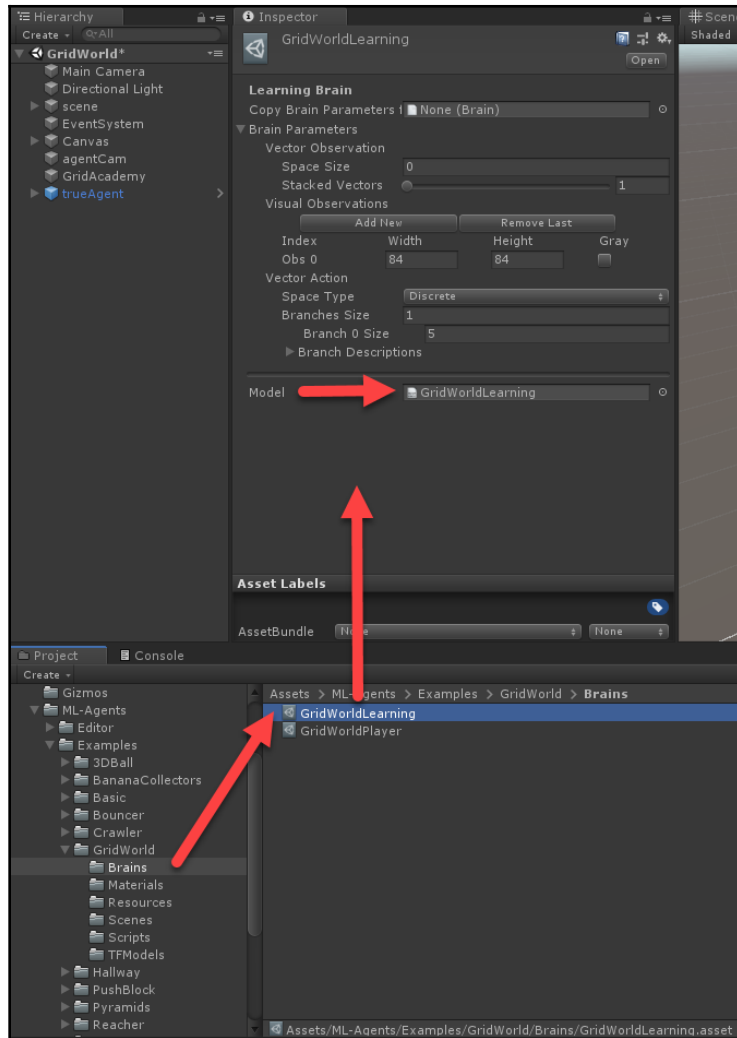 Hierarchy
Create
All
GridWorld*
Main Camera
Directional Light
scene
EventSystem
Canvas
agentCam
GridAcademy
trueAgent
Inspector
GridWorldLearning
Open
Learning Brain
Copy Brain Parameters f None (Brain)
Brain Parameters
Vector Observation
Space Size 0
Stacked Vectors 1
Visual Observations
Add New Remove Last
Index Width Height Gray
Obs 0 84 84
Vector Action
Space Type Discrete
Branches Size 1
Branch 0 Size 5
Branch Descriptions
Model GridWorldLearning
Asset Labels
AssetBundle None None
Scene
Shaded
Project Console
Create
Gizmos
ML-Agents
Editor
Examples
3DBall
BananaCollectors
Basic
Bouncer
Crawler
GridWorld
Brains
Materials
Resources
Scenes
Scripts
TFModels
Hallway
PushBlock
Pyramids
Reacher
Assets > ML-Agents > Examples > GridWorld > Brains
GridWorldLearning
GridWorldPlayer
Assets/ML-Agents/Examples/GridWorld/Brains/GridWorldLearning.asset